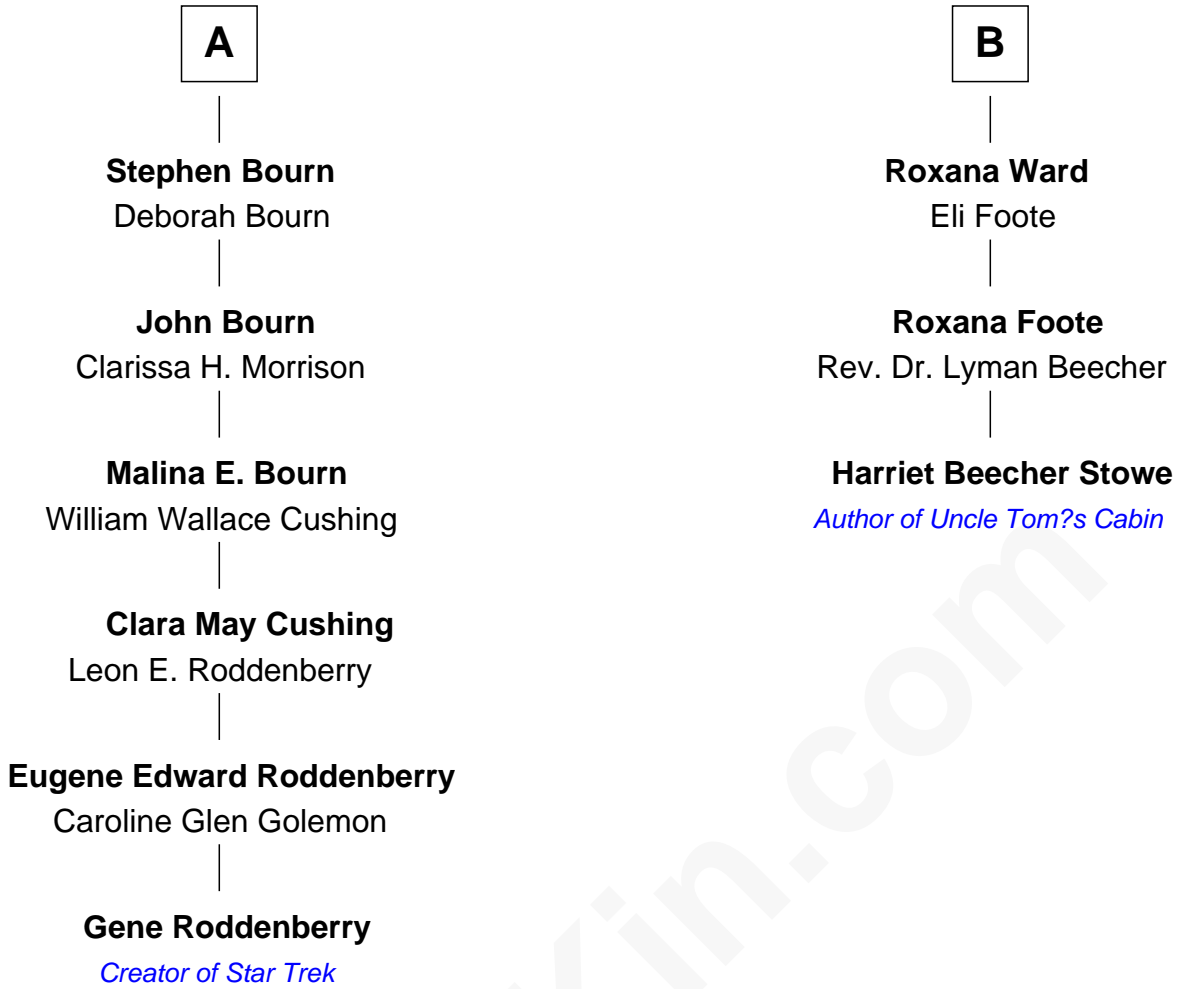 A
Stephen Bourn
Deborah Bourn
John Bourn
Clarissa H. Morrison
Malina E. Bourn
William Wallace Cushing
Clara May Cushing
Leon E. Roddenberry
Eugene Edward Roddenberry
Caroline Glen Golemon
Gene Roddenberry
Creator of Star Trek
B
Roxana Ward
Eli Foote
Roxana Foote
Rev. Dr. Lyman Beecher
Harriet Beecher Stowe
Author of Uncle Tom?s Cabin
Kin.com